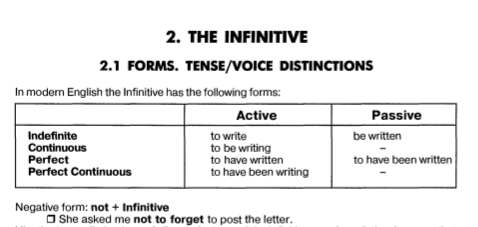 2. THE INFINITIVE
2.1 FORMS. TENSE/VOICE DISTINCTIONS
In modern English the Infinitive has the following forms:
Active Passive
Indefinite to write be written
Continuous to be writing –
Perfect to have written to have been written
Perfect Continuous to have been writing –
Negative form: not + Infinitive
❐ She asked me not to forget to post the letter.